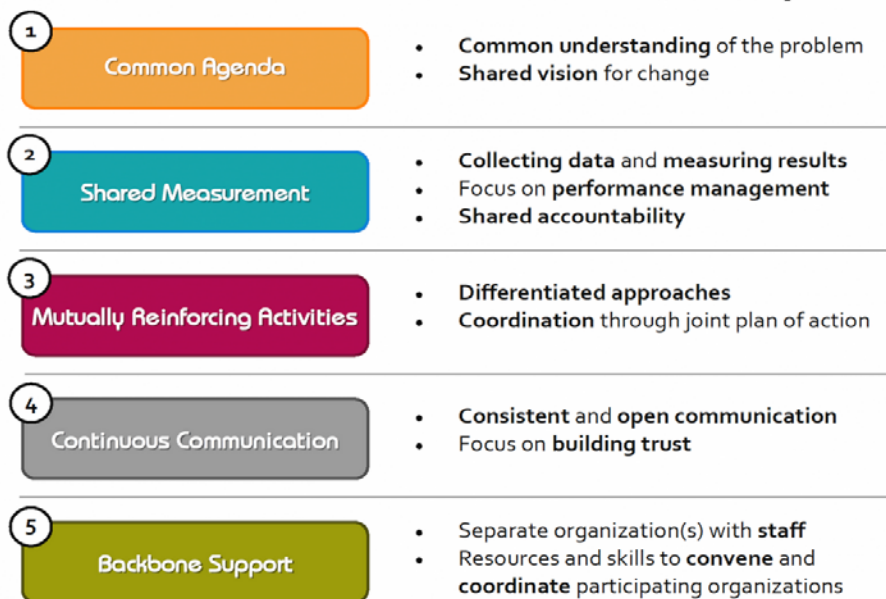 1
Common Agenda
• Common understanding of the problem
• Shared vision for change
2
Shared Measurement
• Collecting data and measuring results
• Focus on performance management
• Shared accountability
3
Mutually Reinforcing Activities
• Differentiated approaches
• Coordination through joint plan of action
4
Continuous Communication
• Consistent and open communication
• Focus on building trust
5
Backbone Support
• Separate organization(s) with staff
• Resources and skills to convene and
coordinate participating organizations